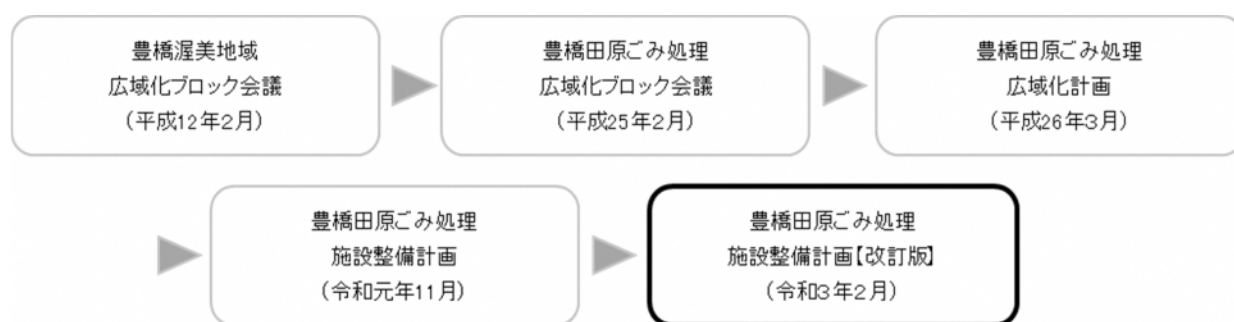 豊橋渥美地域
広域化ブロック会議
（平成12年2月）
豊橋田原ごみ処理
広域化ブロック会議
（平成25年2月）
豊橋田原ごみ処理
広域化計画
（平成26年3月）
豊橋田原ごみ処理
施設整備計画
（令和元年11月）
豊橋田原ごみ処理
施設整備計画【改訂版】
（令和3年2月）